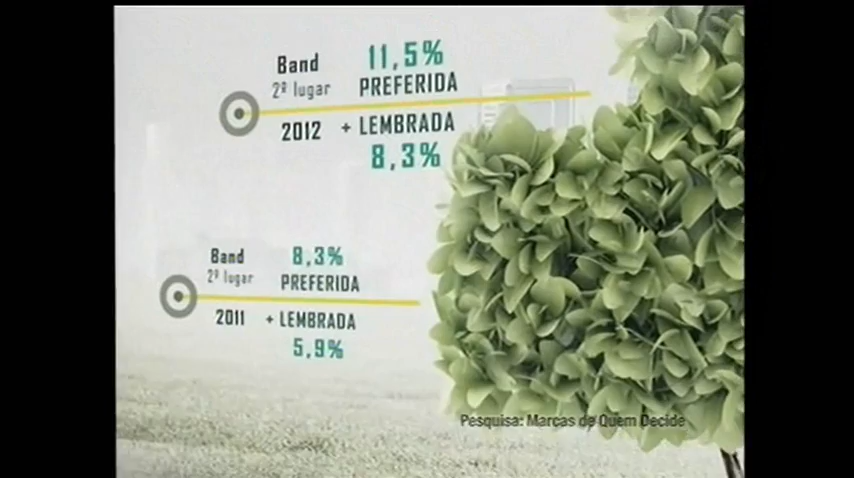 Band 11,5%
2º lugar PREFERIDA
2012 + LEMBRADA
8,3%
Band 8,3%
2º lugar PREFERIDA
2011 + LEMBRADA
5,9%
Pesquisa: Marcas de Quem Decide